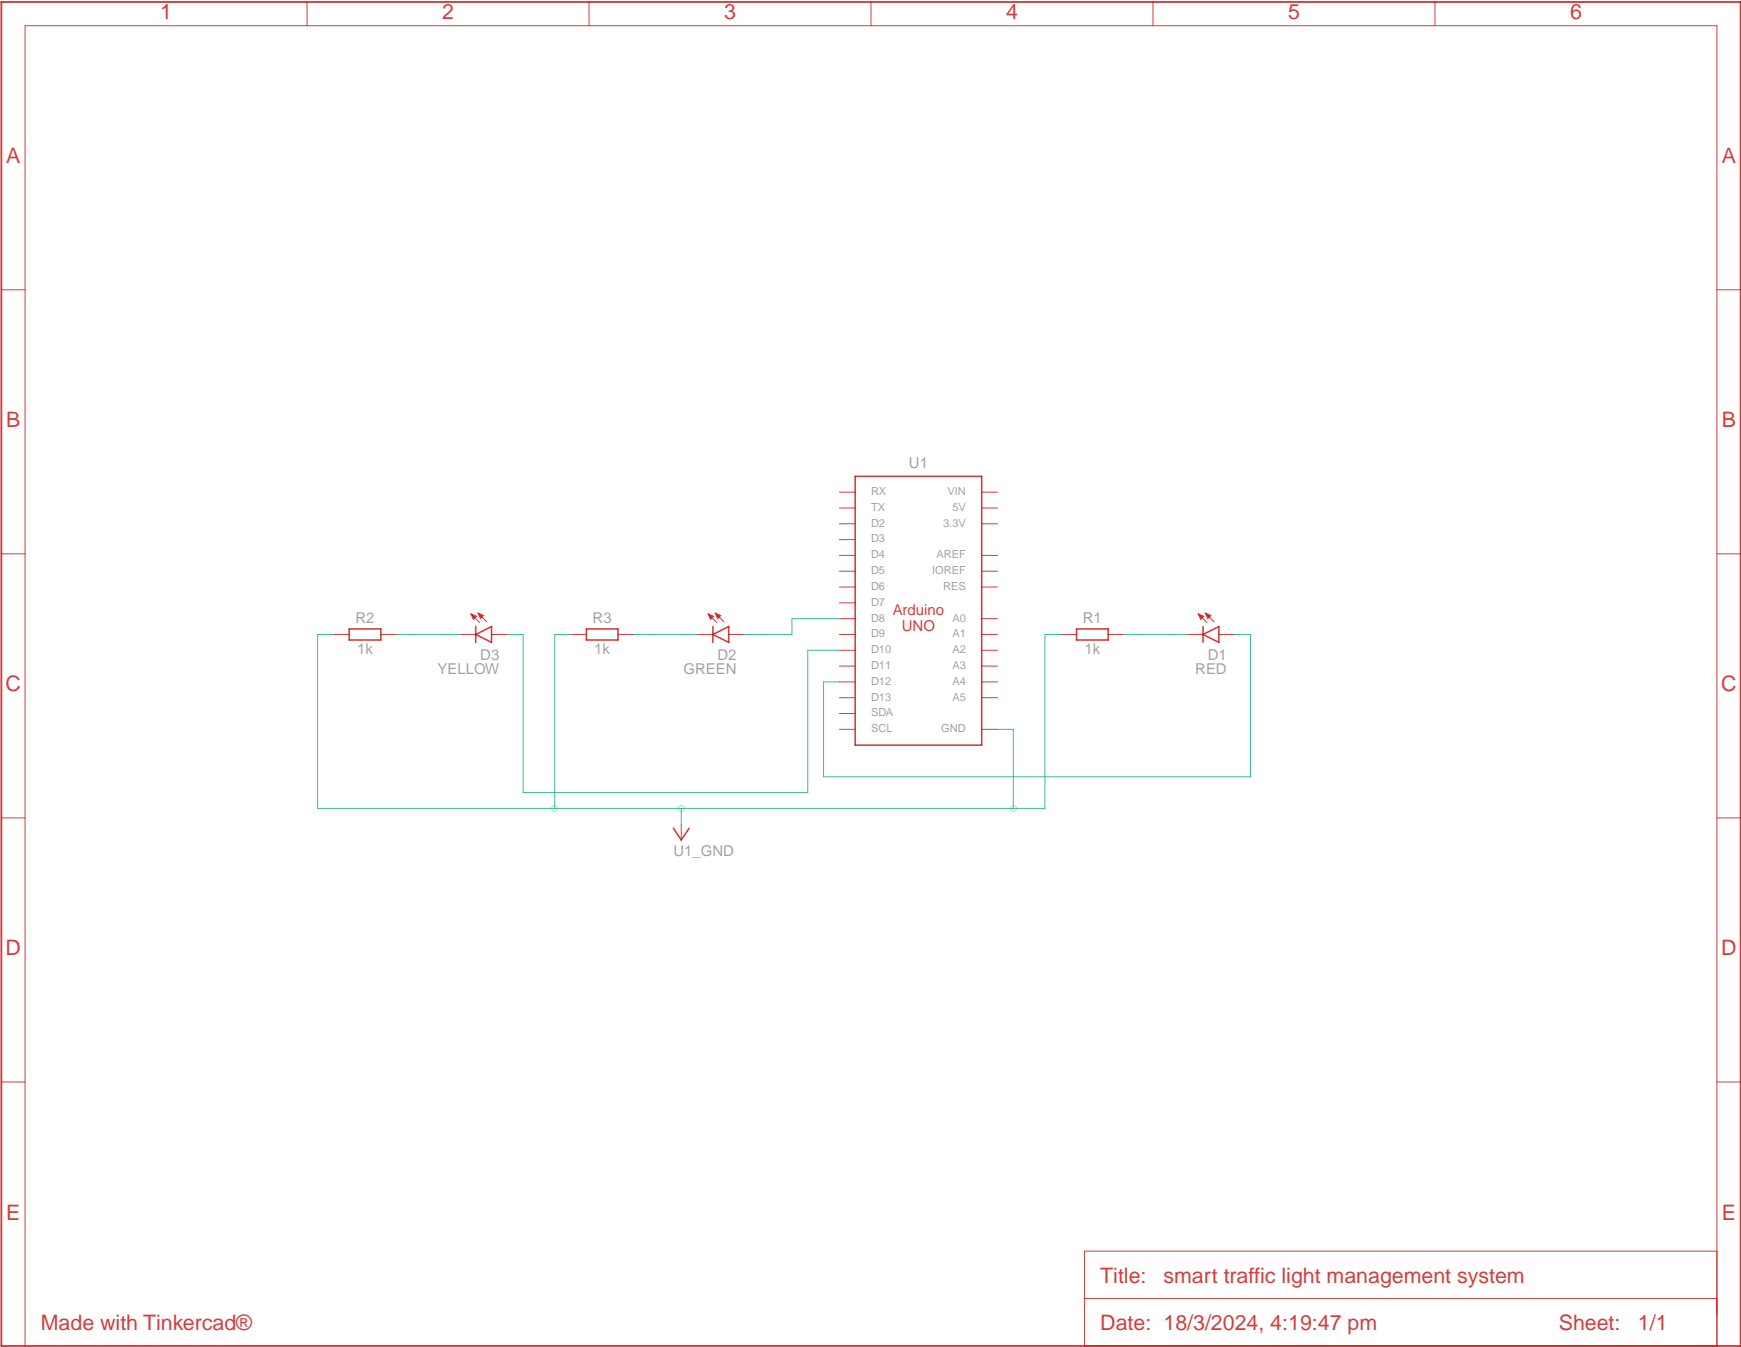 1 2 3 4 5 6
A A
B B
U1
RX VIN
TX 5V
D2 3.3V
D3
D4 AREF
D5 IOREF
D6 RES
D7
Arduino
UNO
D8 A0
D9 A1
D10 A2
D11 A3
D12 A4
D13 A5
SDA
SCL GND
R2
1k
D3
YELLOW
R3
1k
D2
GREEN
R1
1k
D1
RED
C C
U1_GND
D D
E E
Title: smart traffic light management system
Made with Tinkercad®
Date: 18/3/2024, 4:19:47 pm Sheet: 1/1